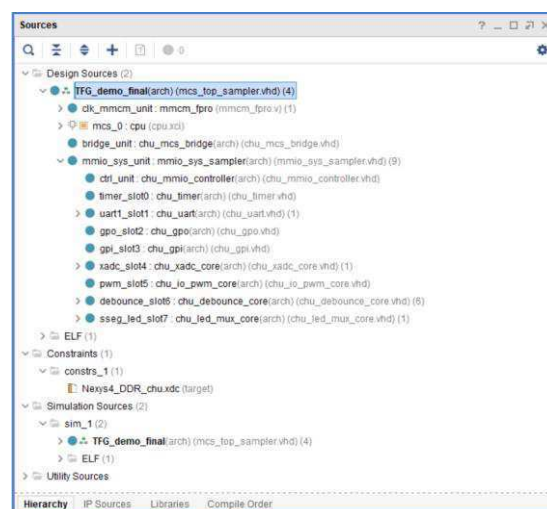 Sources
? _ □ ×
0
Design Sources (2)
TFG_demo_final(arch) (mcs_top_sampler.vhd) (4)
clk_mmcm_unit : mmcm_fpro (mmcm_fpro.v) (1)
mcs_0 : cpu (cpu.xci)
bridge_unit : chu_mcs_bridge(arch) (chu_mcs_bridge.vhd)
mmio_sys_unit : mmio_sys_sampler(arch) (mmio_sys_sampler.vhd) (9)
ctrl_unit : chu_mmio_controller(arch) (chu_mmio_controller.vhd)
timer_slot0 : chu_timer(arch) (chu_timer.vhd)
uart1_slot1 : chu_uart(arch) (chu_uart.vhd) (1)
gpo_slot2 : chu_gpo(arch) (chu_gpo.vhd)
gpi_slot3 : chu_gpi(arch) (chu_gpi.vhd)
xadc_slot4 : chu_xadc_core(arch) (chu_xadc_core.vhd) (1)
pwm_slot5 : chu_io_pwm_core(arch) (chu_io_pwm_core.vhd)
debounce_slot6 : chu_debounce_core(arch) (chu_debounce_core.vhd) (6)
sseg_led_slot7 : chu_led_mux_core(arch) (chu_led_mux_core.vhd) (1)
ELF (1)
Constraints (1)
constrs_1 (1)
Nexys4_DDR_chu.xdc (target)
Simulation Sources (2)
sim_1 (2)
TFG_demo_final(arch) (mcs_top_sampler.vhd) (4)
ELF (1)
Utility Sources
Hierarchy IP Sources Libraries Compile Order